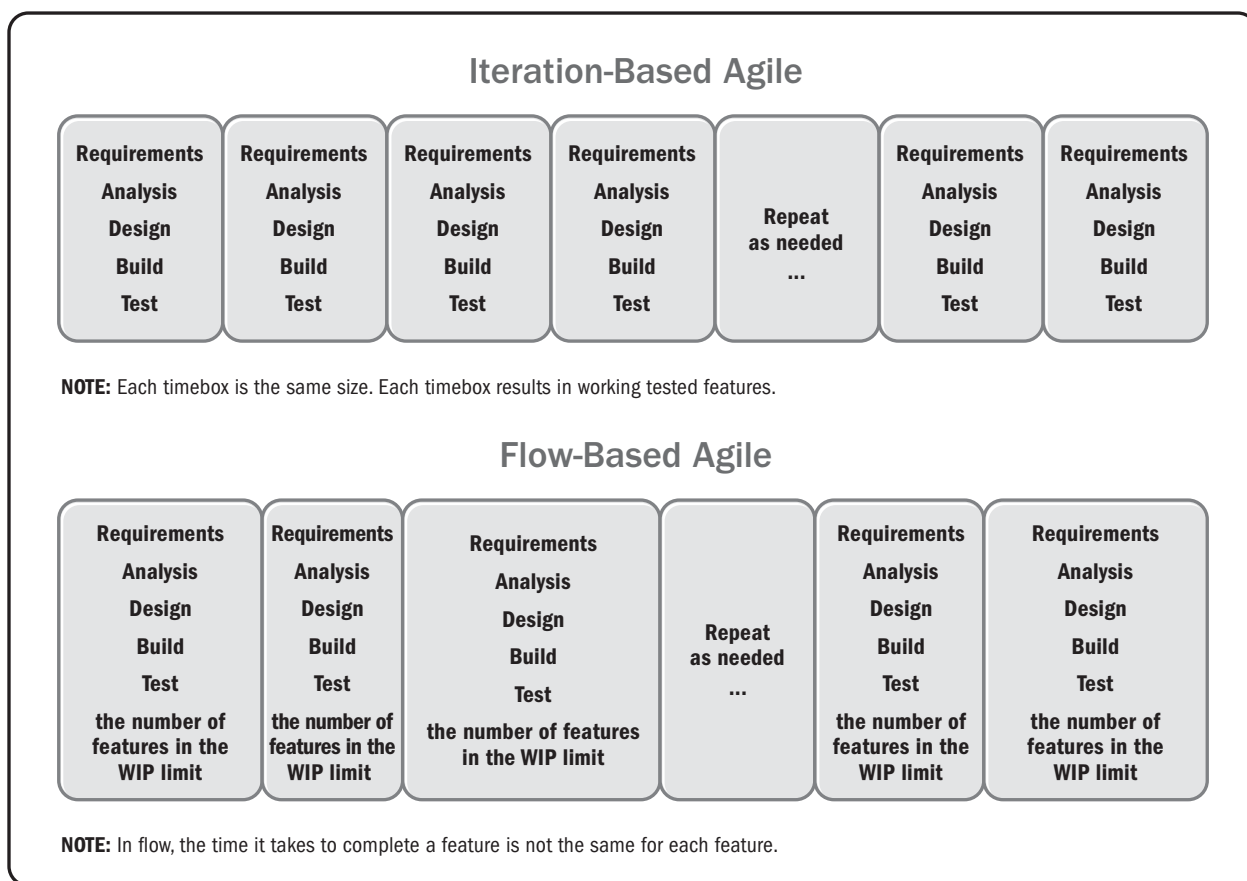 Iteration-Based Agile
Requirements
Analysis
Design
Build
Test
Requirements
Analysis
Design
Build
Test
Requirements
Analysis
Design
Build
Test
Requirements
Analysis
Design
Build
Test
Repeat
as needed
...
Requirements
Analysis
Design
Build
Test
Requirements
Analysis
Design
Build
Test
NOTE: Each timebox is the same size. Each timebox results in working tested features.
Flow-Based Agile
Requirements
Analysis
Design
Build
Test
the number of
features in the
WIP limit
Requirements
Analysis
Design
Build
Test
the number of
features in the
WIP limit
Requirements
Analysis
Design
Build
Test
the number of features
in the WIP limit
Repeat
as needed
...
Requirements
Analysis
Design
Build
Test
the number of
features in the
WIP limit
Requirements
Analysis
Design
Build
Test
the number of
features in the
WIP limit
NOTE: In flow, the time it takes to complete a feature is not the same for each feature.